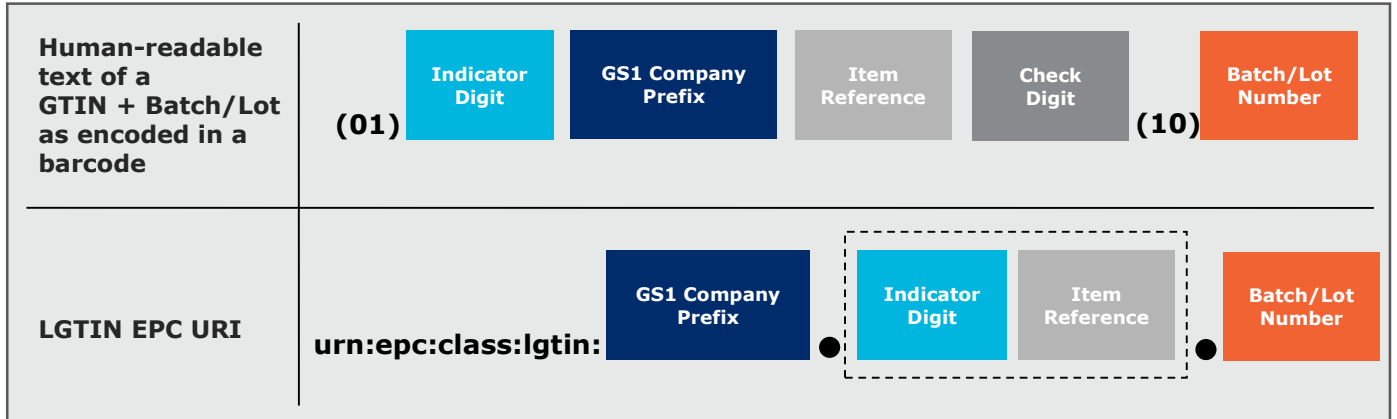 Human-readable
text of a
GTIN + Batch/Lot
as encoded in a
barcode
(01)
Indicator
Digit
GS1 Company
Prefix
Item
Reference
Check
Digit
(10)
Batch/Lot
Number
LGTIN EPC URI
urn:epc:class:lgtin:
GS1 Company
Prefix
●
Indicator
Digit
Item
Reference
●
Batch/Lot
Number